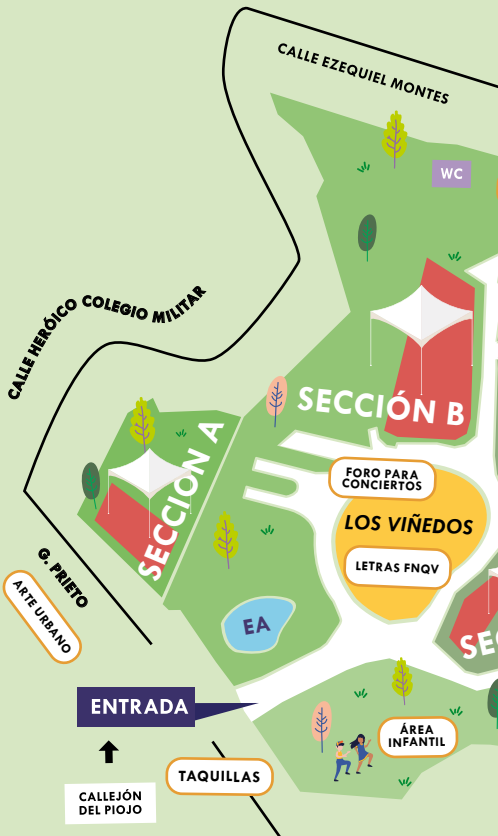 CALLE EZEQUIEL MONTES
WC
CALLE HERÓICO COLEGIO MILITAR
SECCIÓN B
SECCIÓN A
FORO PARA
CONCIERTOS
LOS VIÑEDOS
LETRAS FNQV
G. PRIETO
ARTE URBANO
EA
SEC
ENTRADA
ÁREA
INFANTIL
TAQUILLAS
CALLEJÓN
DEL PIOJO